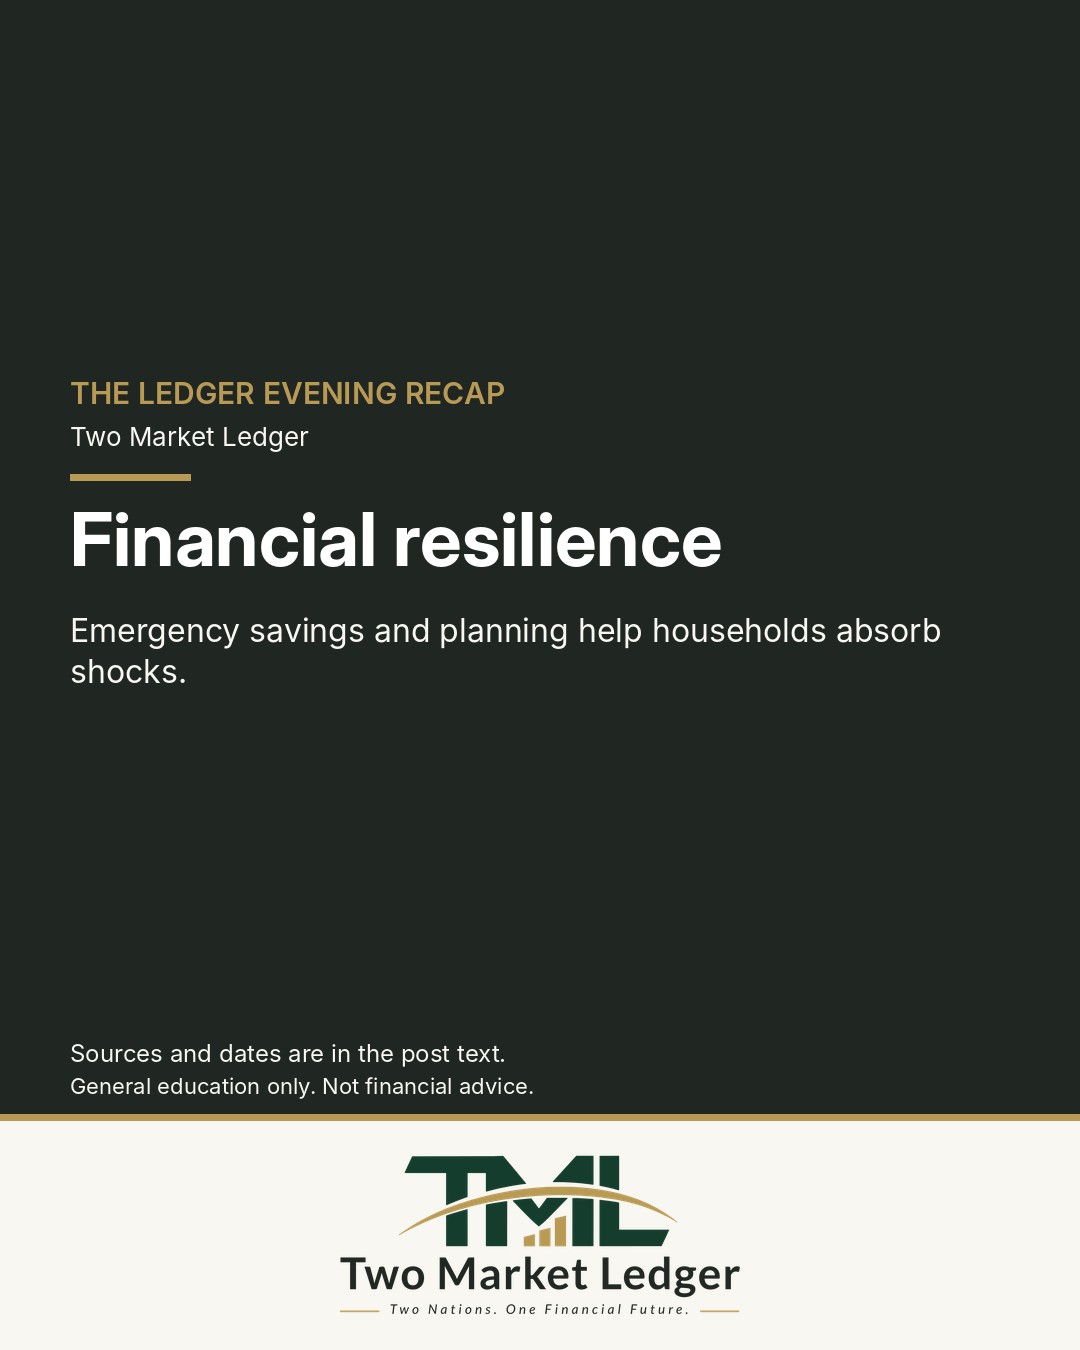 THE LEDGER EVENING RECAP
Two Market Ledger
Financial resilience
Emergency savings and planning help households absorb
shocks.
Sources and dates are in the post text.
General education only. Not financial advice.
TML
Two Market Ledger
Two Nations. One Financial Future.